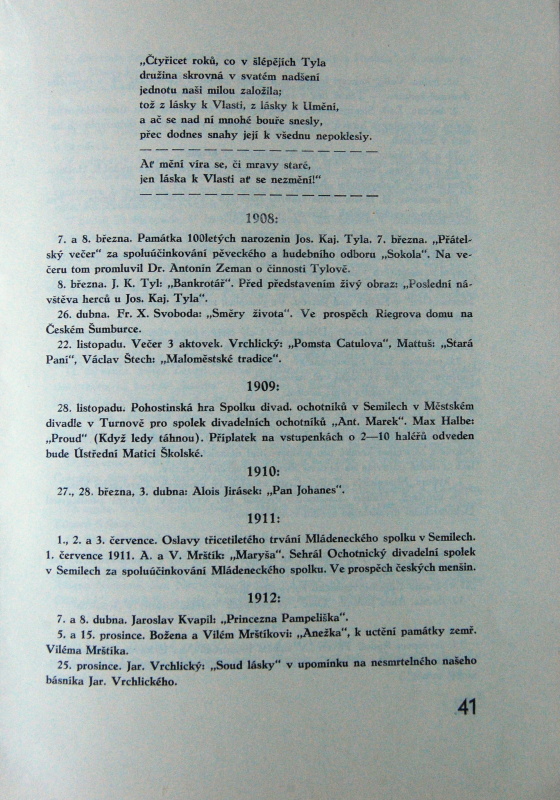 „Čtyřicet roků, co v šlépějích Tyla
družina skrovná v svatém nadšení
jednotu naši milou založila;
tož z lásky k Vlasti, z lásky k Umění,
a ač se nad ní mnohé bouře snesly,
přec dodnes snahy její k všednu nepoklesly.
— — — — — — — — — — — — — — — — —
Ať mění víra se, či mravy staré,
jen láska k Vlasti ať se nezmění!“
— — — — — — — — — — — — — — — — —
1908:
7. a 8. března. Památka 100letých narozenin Jos. Kaj. Tyla. 7. března. „Přátel-
ský večer“ za spoluúčinkování pěveckého a hudebního odboru „Sokola“. Na ve-
čeru tom promluvil Dr. Antonín Zeman o činnosti Tylově.
8. března. J. K. Tyl: „Bankrotář“. Před představením živý obraz: „Poslední ná-
vštěva herců u Jos. Kaj. Tyla“.
26. dubna. Fr. X. Svoboda: „Směry života“. Ve prospěch Riegrova domu na
Českém Šumburce.
22. listopadu. Večer 3 aktovek. Vrchlický: „Pomsta Catulova“, Mattuš: „Stará
Paní“, Václav Štech: „Maloměstské tradice“.
1909:
28. listopadu. Pohostinská hra Spolku divad. ochotníků v Semilech v Městském
divadle v Turnově pro spolek divadelních ochotníků „Ant. Marek“. Max Halbe:
„Proud“ (Když ledy táhnou). Příplatek na vstupenkách o 2—10 haléřů odveden
bude Ústřední Matici Školské.
1910:
27., 28. března, 3. dubna: Alois Jirásek: „Pan Johanes“.
1911:
1., 2. a 3. července. Oslavy třicetiletého trvání Mládeneckého spolku v Semilech.
1. července 1911. A. a V. Mrštík: „Maryša“. Sehrál Ochotnický divadelní spolek
v Semilech za spoluúčinkování Mládeneckého spolku. Ve prospěch českých menšin.
1912:
7. a 8. dubna. Jaroslav Kvapil: „Princezna Pampeliška“.
5. a 15. prosince. Božena a Vilém Mrštíkovi: „Anežka“, k uctění památky zemř.
Viléma Mrštíka.
25. prosince. Jar. Vrchlický: „Soud lásky“ v upomínku na nesmrtelného našeho
básníka Jar. Vrchlického.
41